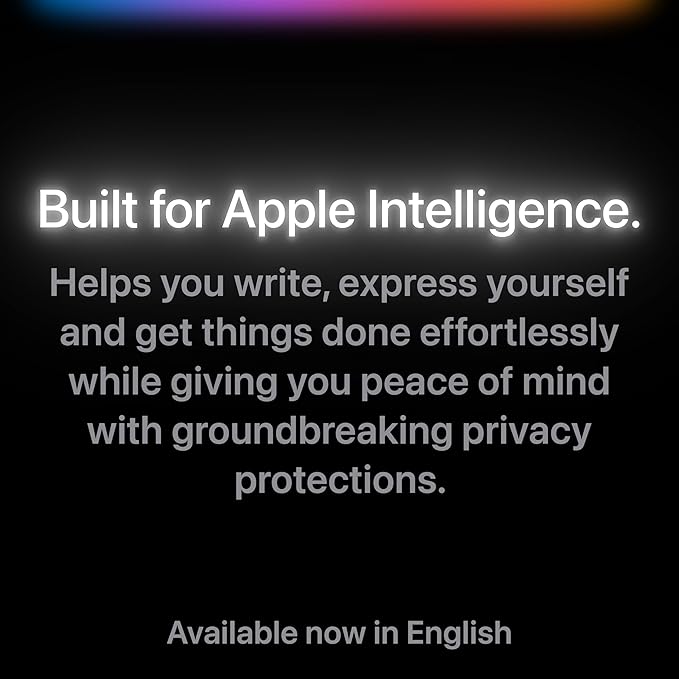 Built for Apple Intelligence.
Helps you write, express yourself
and get things done effortlessly
while giving you peace of mind
with groundbreaking privacy
protections.
Available now in English